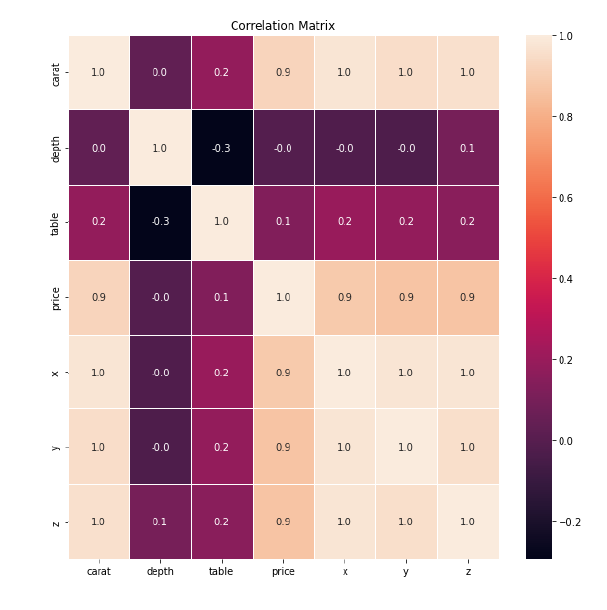 Correlation Matrix
carat 1.0 0.0 0.2 0.9 1.0 1.0 1.0
depth 0.0 1.0 -0.3 -0.0 -0.0 -0.0 0.1
table 0.2 -0.3 1.0 0.1 0.2 0.2 0.2
price 0.9 -0.0 0.1 1.0 0.9 0.9 0.9
x 1.0 -0.0 0.2 0.9 1.0 1.0 1.0
y 1.0 -0.0 0.2 0.9 1.0 1.0 1.0
z 1.0 0.1 0.2 0.9 1.0 1.0 1.0
carat depth table price x y z
1.0
0.8
0.6
0.4
0.2
0.0
−0.2